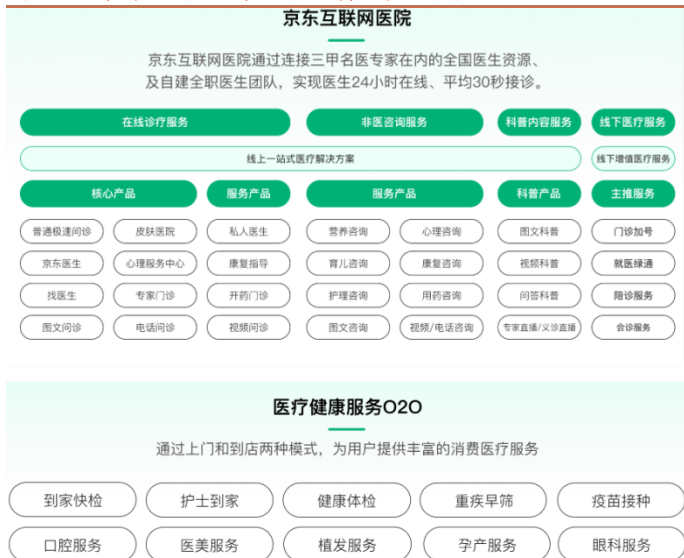 京东互联网医院
京东互联网医院通过连接三甲名医专家在内的全国医生资源、
及自建全职医生团队，实现医生24小时在线、平均30秒接诊。
在线诊疗服务 非医咨询服务 科普内容服务 线下医疗服务
线上一站式医疗解决方案 线下增值医疗服务
核心产品 服务产品 服务产品 科普产品 主推服务
普通极速问诊 皮肤医院 私人医生 营养咨询 心理咨询 图文科普 门诊加号
京东医生 心理服务中心 康复指导 育儿咨询 康复咨询 视频科普 就医绿通
找医生 专家门诊 开药门诊 护理咨询 用药咨询 问答科普 陪诊服务
图文问诊 电话问诊 视频问诊 图文咨询 视频/电话咨询 专家直播/义诊直播 会诊服务
医疗健康服务O2O
通过上门和到店两种模式，为用户提供丰富的消费医疗服务
到家快检 护士到家 健康体检 重疾早筛 疫苗接种
口腔服务 医美服务 植发服务 孕产服务 眼科服务